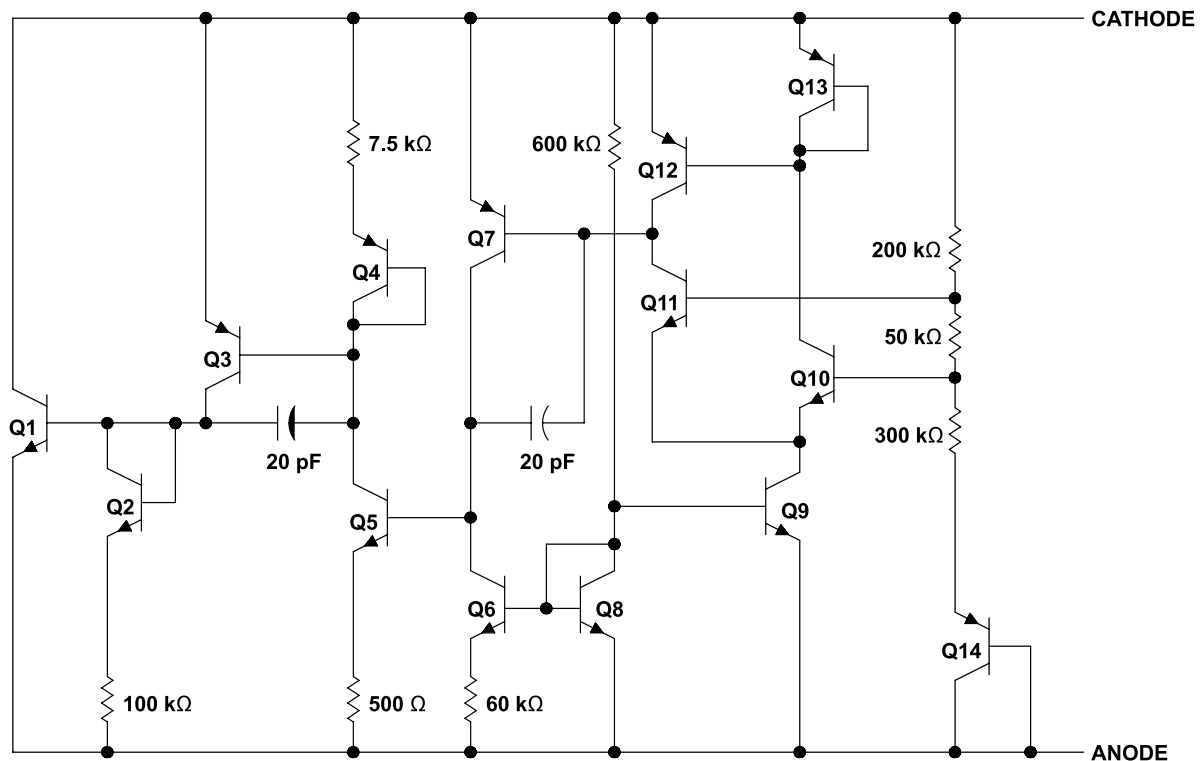 CATHODE
Q13
7.5 kΩ
600 kΩ
Q12
Q7
200 kΩ
Q4
Q11
50 kΩ
Q3
Q10
Q1
300 kΩ
20 pF
20 pF
Q2
Q5
Q9
Q6
Q8
Q14
100 kΩ
500 Ω
60 kΩ
ANODE